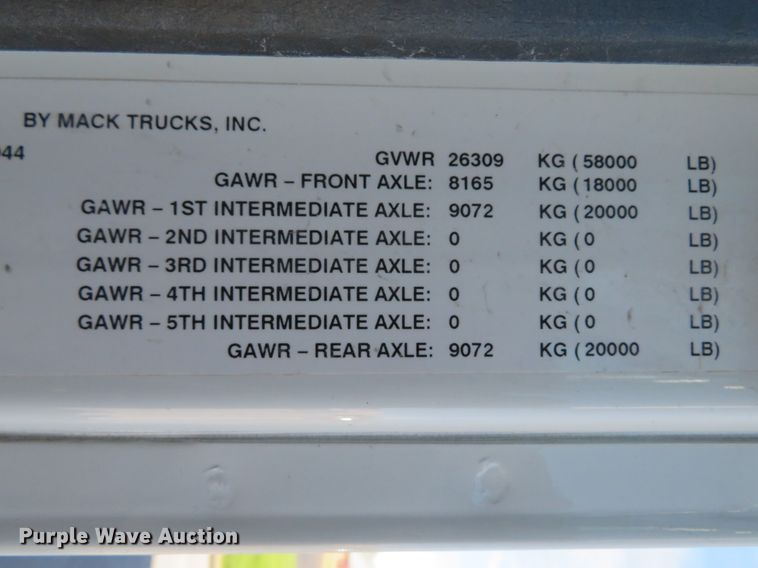 BY MACK TRUCKS, INC.
44
GVWR 26309 KG ( 58000 LB)
GAWR – FRONT AXLE: 8165 KG ( 18000 LB)
GAWR – 1ST INTERMEDIATE AXLE: 9072 KG ( 20000 LB)
GAWR – 2ND INTERMEDIATE AXLE: 0 KG ( 0 LB)
GAWR – 3RD INTERMEDIATE AXLE: 0 KG ( 0 LB)
GAWR – 4TH INTERMEDIATE AXLE: 0 KG ( 0 LB)
GAWR – 5TH INTERMEDIATE AXLE: 0 KG ( 0 LB)
GAWR – REAR AXLE: 9072 KG ( 20000 LB)
Purple Wave Auction